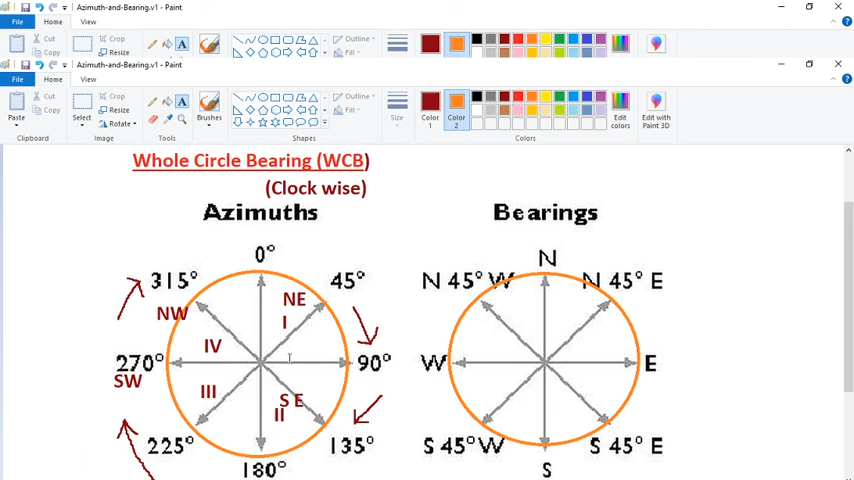 Azimuth-and-Bearing.v1 - Paint
File Home View
Cut
Copy
Crop
Resize
Outline
Fill
Azimuth-and-Bearing.v1 - Paint
File Home View
Paste
Cut
Copy
Select
Crop
Resize
Rotate
Brushes
Outline
Fill
Size
Color 1
Color 2
Edit colors
Edit with Paint 3D
Clipboard Image Tools Shapes Colors
Whole Circle Bearing (WCB)
(Clock wise)
Azimuths
0°
315° 45°
NE
NW I
IV
270° 90°
SW
III S E
II
225° 135°
180°
Bearings
N
N 45° W N 45° E
W E
S 45° W S 45° E
S